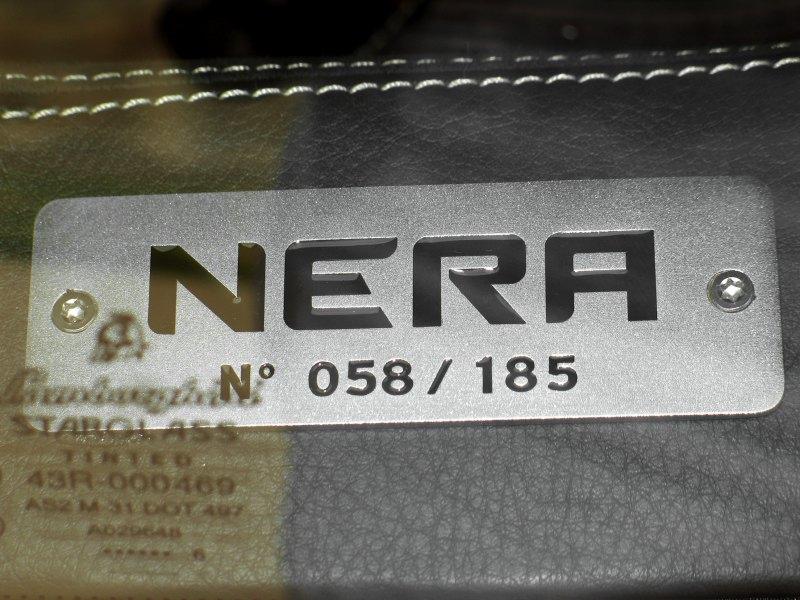 NERA
N° 058 / 185
Lamborghini
STARGLASS
TINTED
43R-000469
AS2 M-31 DOT 497